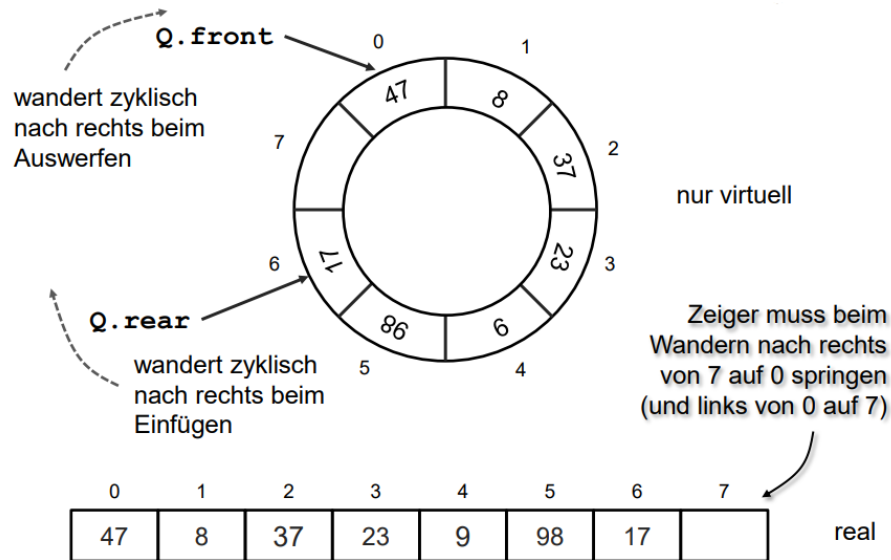 Q.front
wandert zyklisch
nach rechts beim
Auswerfen
0
1
2
3
4
5
6
7
47
8
37
23
9
98
17
nur virtuell
Q.rear
wandert zyklisch
nach rechts beim
Einfügen
Zeiger muss beim
Wandern nach rechts
von 7 auf 0 springen
(und links von 0 auf 7)
0 1 2 3 4 5 6 7
47 8 37 23 9 98 17
real